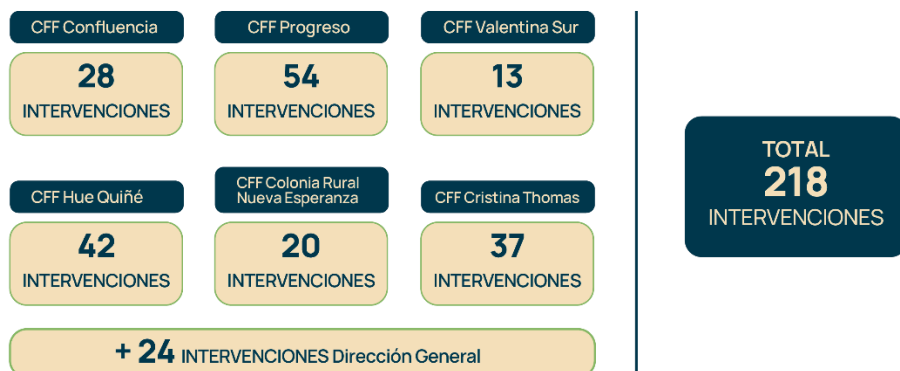 CFF Confluencia
28
INTERVENCIONES
CFF Progreso
54
INTERVENCIONES
CFF Valentina Sur
13
INTERVENCIONES
CFF Hue Quiñé
42
INTERVENCIONES
CFF Colonia Rural
Nueva Esperanza
20
INTERVENCIONES
CFF Cristina Thomas
37
INTERVENCIONES
+ 24 INTERVENCIONES Dirección General
TOTAL
218
INTERVENCIONES